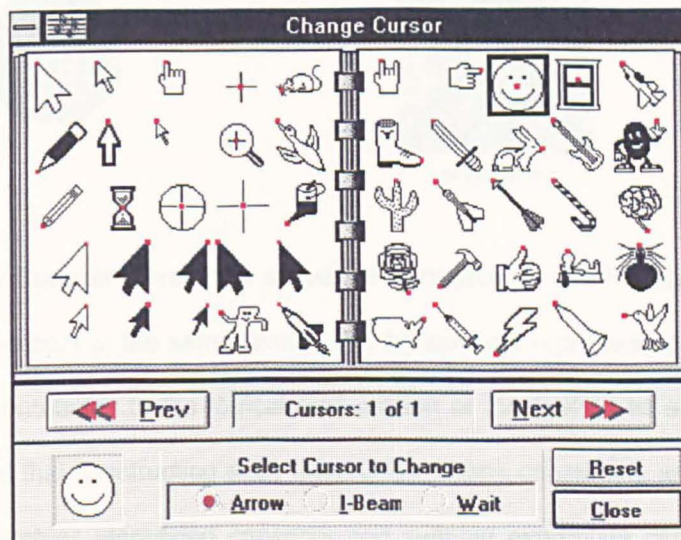 Change Cursor
Prev
Cursors: 1 of 1
Next
Select Cursor to Change
Reset
Arrow
I-Beam
Wait
Close